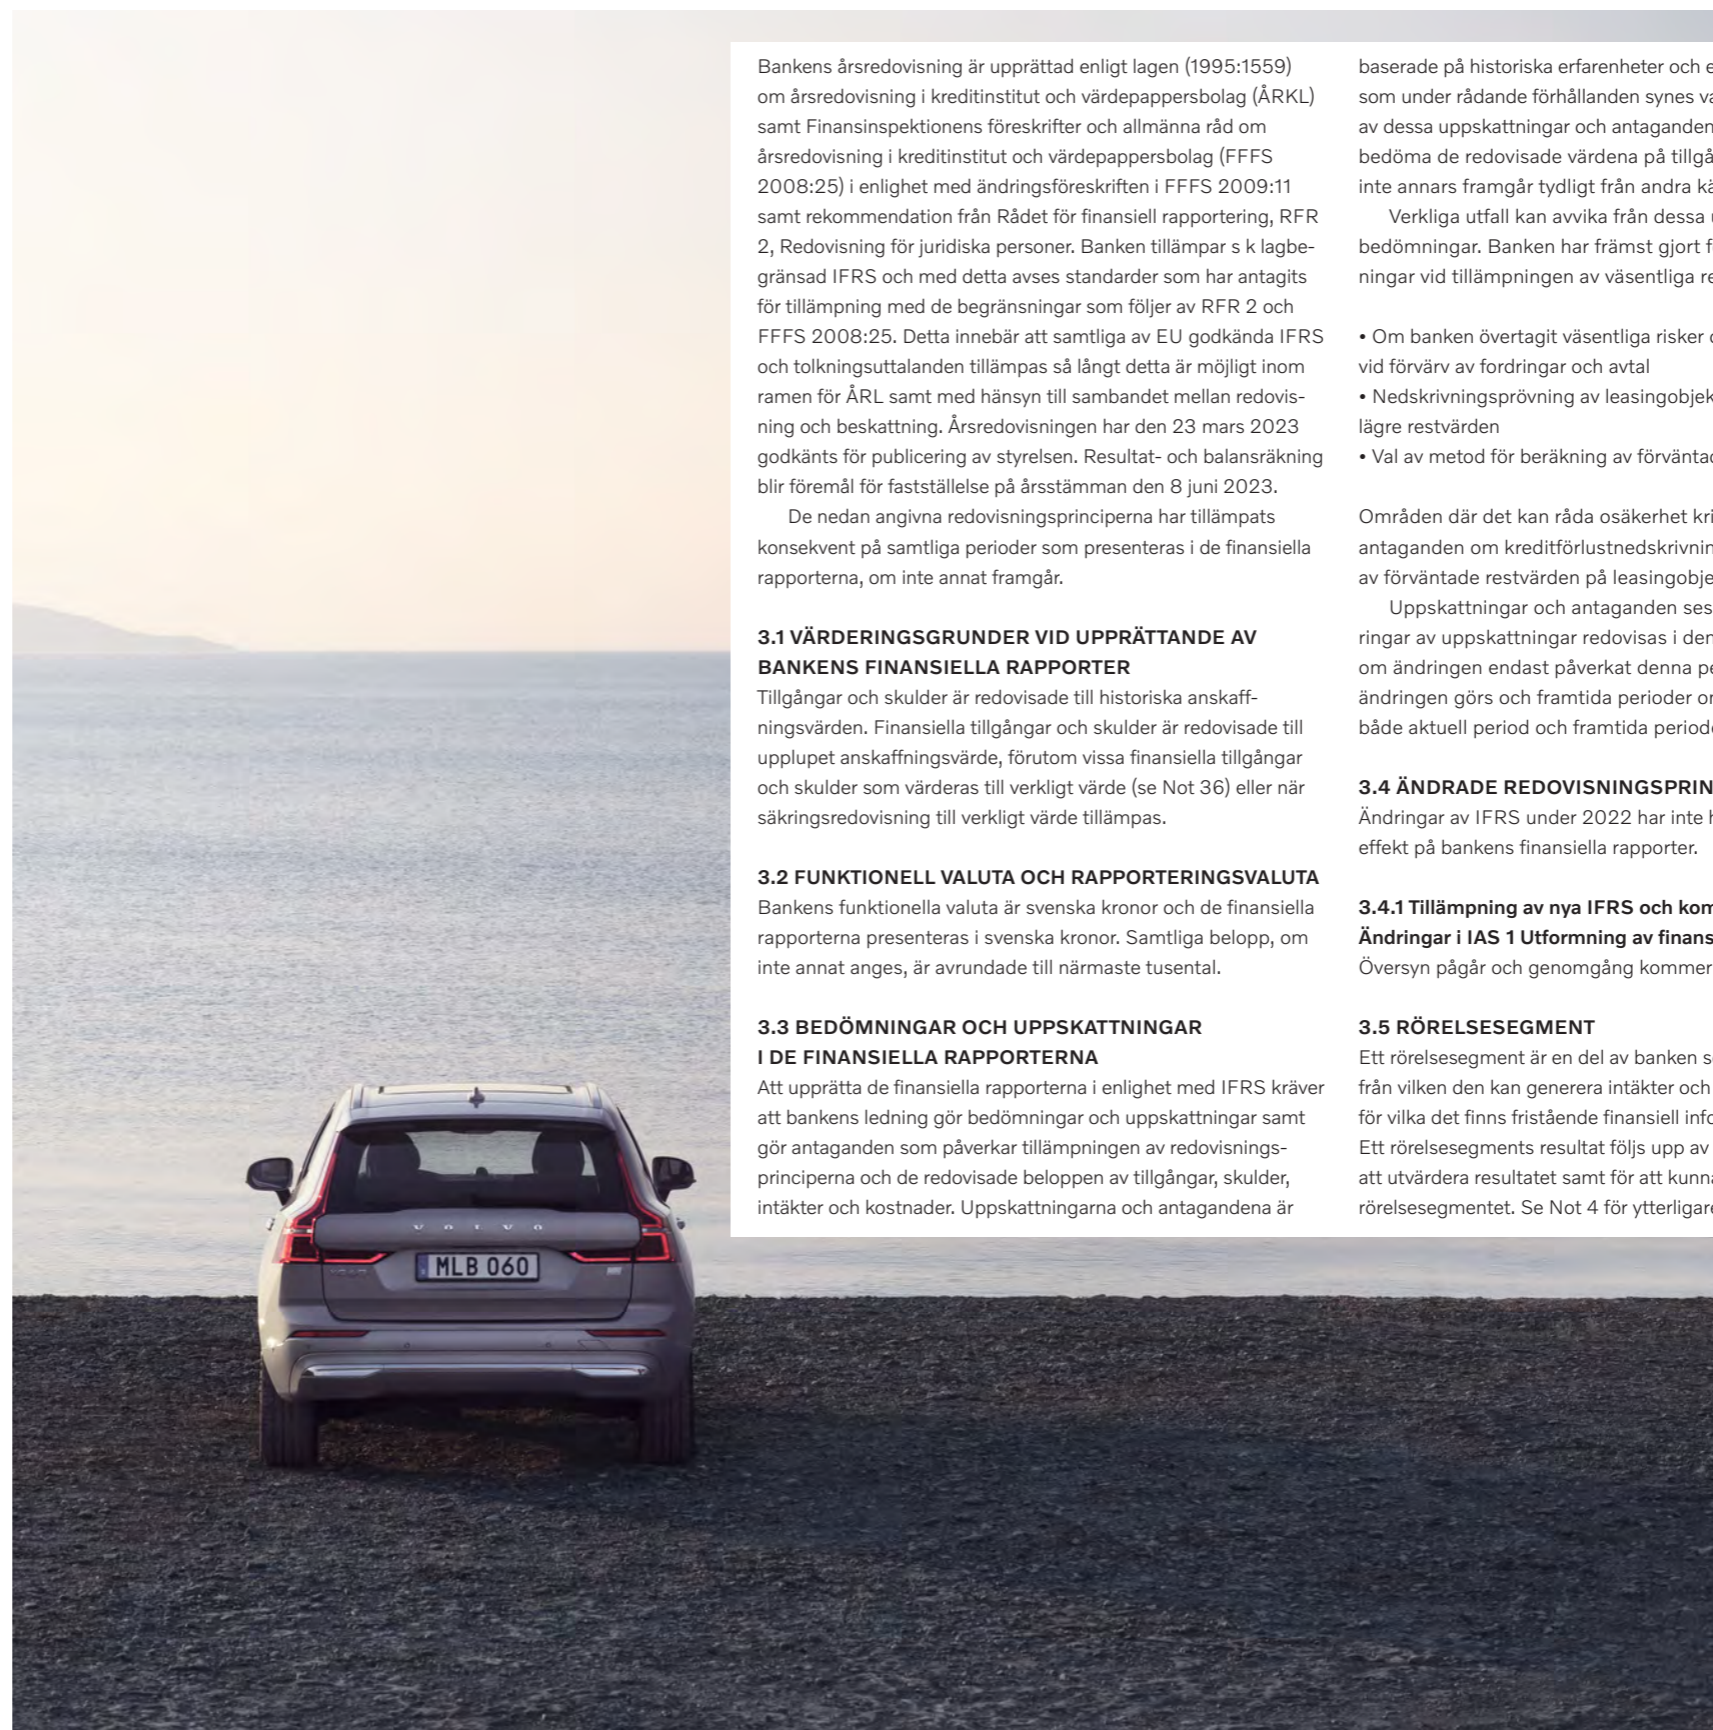 Bankens årsredovisning är upprättad enligt lagen (1995:1559)
om årsredovisning i kreditinstitut och värdepappersbolag (ÅRKL)
samt Finansinspektionens föreskrifter och allmänna råd om
årsredovisning i kreditinstitut och värdepappersbolag (FFFS
2008:25) i enlighet med ändringsföreskriften i FFFS 2009:11
samt rekommendation från Rådet för finansiell rapportering, RFR
2, Redovisning för juridiska personer. Banken tillämpar s k lagbe-
gränsad IFRS och med detta avses standarder som har antagits
för tillämpning med de begränsningar som följer av RFR 2 och
FFFS 2008:25. Detta innebär att samtliga av EU godkända IFRS
och tolkningsuttalanden tillämpas så långt detta är möjligt inom
ramen för ÅRL samt med hänsyn till sambandet mellan redovis-
ning och beskattning. Årsredovisningen har den 23 mars 2023
godkänts för publicering av styrelsen. Resultat- och balansräkning
blir föremål för fastställelse på årsstämman den 8 juni 2023.
De nedan angivna redovisningsprinciperna har tillämpats
konsekvent på samtliga perioder som presenteras i de finansiella
rapporterna, om inte annat framgår.
3.1 VÄRDERINGSGRUNDER VID UPPRÄTTANDE AV
BANKENS FINANSIELLA RAPPORTER
Tillgångar och skulder är redovisade till historiska anskaff-
ningsvärden. Finansiella tillgångar och skulder är redovisade till
upplupet anskaffningsvärde, förutom vissa finansiella tillgångar
och skulder som värderas till verkligt värde (se Not 36) eller när
säkringsredovisning till verkligt värde tillämpas.
3.2 FUNKTIONELL VALUTA OCH RAPPORTERINGSVALUTA
Bankens funktionella valuta är svenska kronor och de finansiella
rapporterna presenteras i svenska kronor. Samtliga belopp, om
inte annat anges, är avrundade till närmaste tusental.
3.3 BEDÖMNINGAR OCH UPPSKATTNINGAR
I DE FINANSIELLA RAPPORTERNA
Att upprätta de finansiella rapporterna i enlighet med IFRS kräver
att bankens ledning gör bedömningar och uppskattningar samt
gör antaganden som påverkar tillämpningen av redovisnings-
principerna och de redovisade beloppen av tillgångar, skulder,
intäkter och kostnader. Uppskattningarna och antagandena är
baserade på historiska erfarenheter och
som under rådande förhållanden synes
av dessa uppskattningar och
bedöma de redovisade värdena på
inte annars framgår tydligt från andra
Verkliga utfall kan avvika från dessa
bedömningar. Banken har främst gjort
ningar vid tillämpningen av väsentliga
• Om banken övertagit väsentliga risker
vid förvärv av fordringar och avtal
• Nedskrivningsprövning av
lägre restvärden
• Val av metod för beräkning av
Områden där det kan råda osäkerhet
antaganden om
av förväntade restvärden på
Uppskattningar och antaganden ses
ringar av uppskattningar redovisas i
om ändringen endast påverkat denna
ändringen görs och framtida perioder
både aktuell period och framtida
3.4 ÄNDRADE
Ändringar av IFRS under 2022 har inte
effekt på bankens finansiella rapporter.
3.4.1 Tillämpning av nya IFRS och
Ändringar i IAS 1 Utformning av
Översyn pågår och genomgång kommer
3.5 RÖRELSESEGMENT
Ett rörelsesegment är en del av banken
från vilken den kan generera intäkter och
för vilka det finns fristående finansiell
Ett rörelsesegments resultat följs upp av
att utvärdera resultatet samt för att
rörelsesegmentet. Se Not 4 för
VOLVO
MLB 060